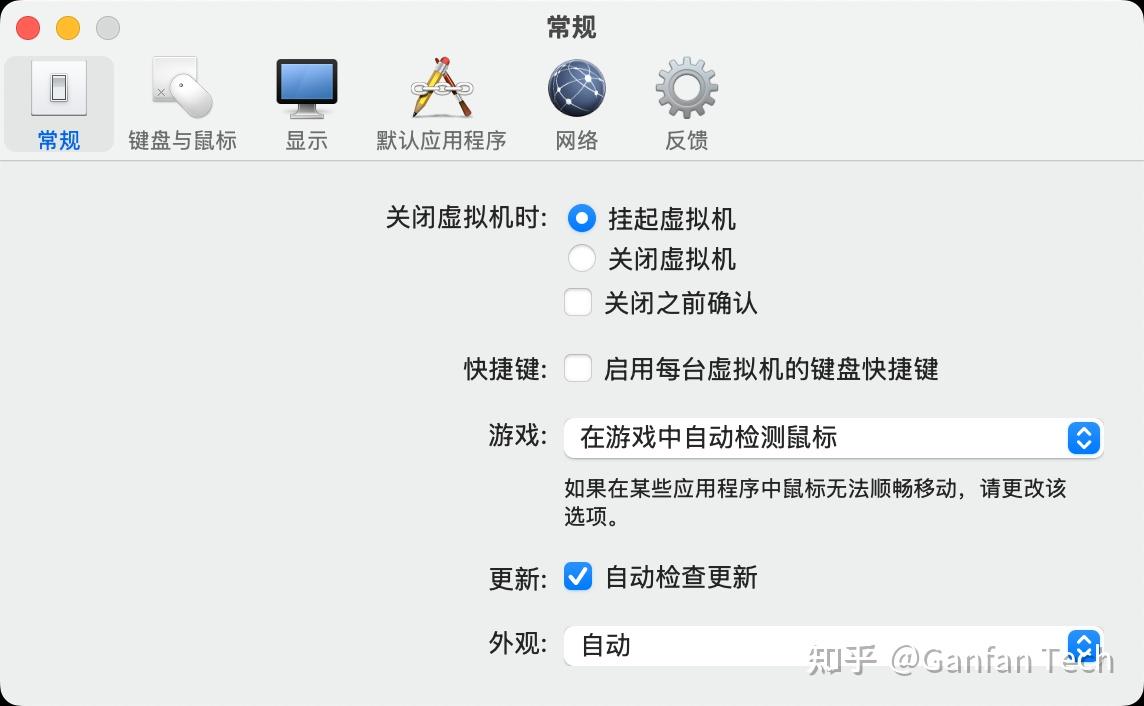 常规
常规
键盘与鼠标
显示
默认应用程序
网络
反馈
关闭虚拟机时:
挂起虚拟机
关闭虚拟机
关闭之前确认
快捷键:
启用每台虚拟机的键盘快捷键
游戏:
在游戏中自动检测鼠标
如果在某些应用程序中鼠标无法顺畅移动，请更改该
选项。
更新:
自动检查更新
外观:
自动
知乎 @Ganfan Tech